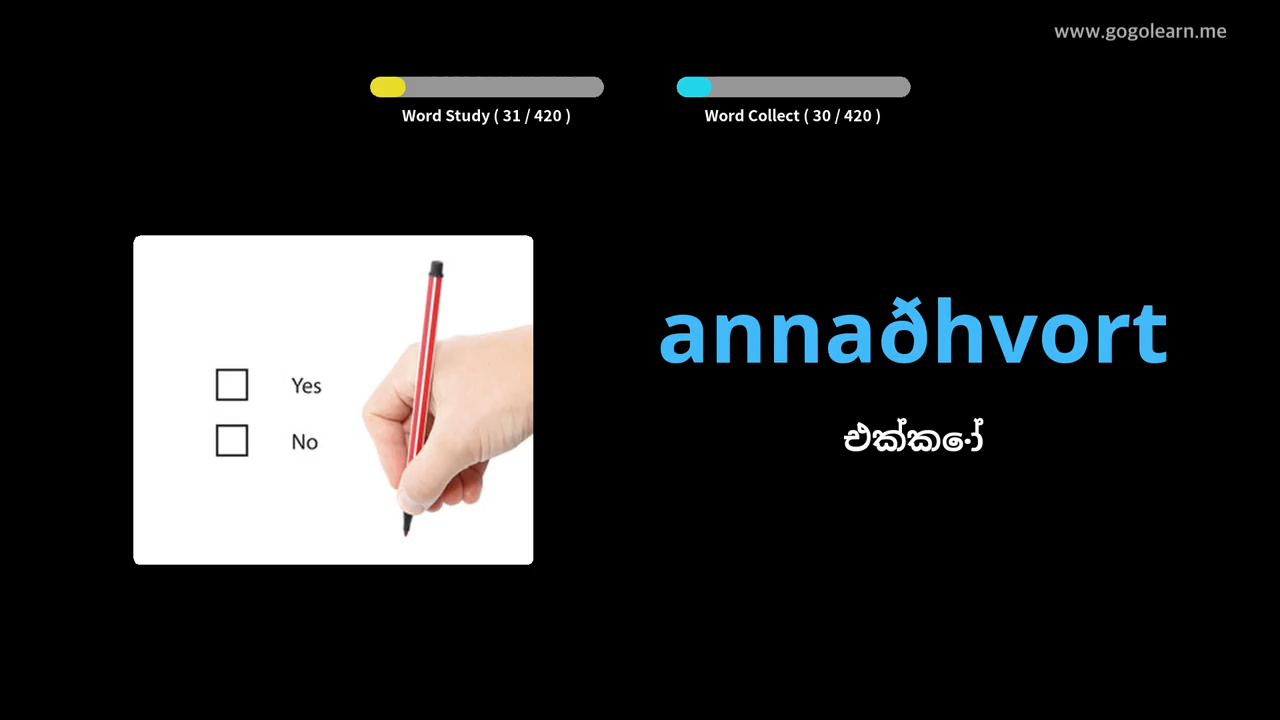 www.gogolearn.me
Word Study ( 31 / 420 )
Word Collect ( 30 / 420 )
Yes
No
annaðhvort
එක්කෝ